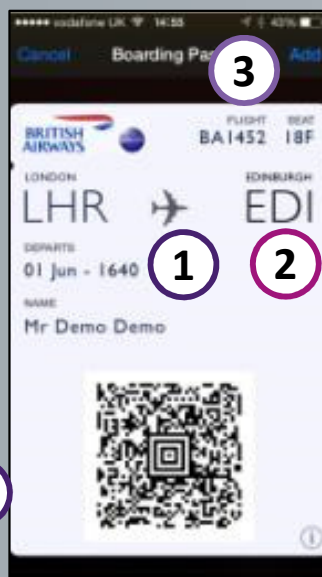 vodafone UK 14:55 43%
Cancel Boarding Pas Add
3
BRITISH AIRWAYS
FLIGHT SEAT
BA1452 18F
LONDON EDINBURGH
LHR EDI
DEPARTS
01 Jun - 1640
1 2
NAME
Mr Demo Demo